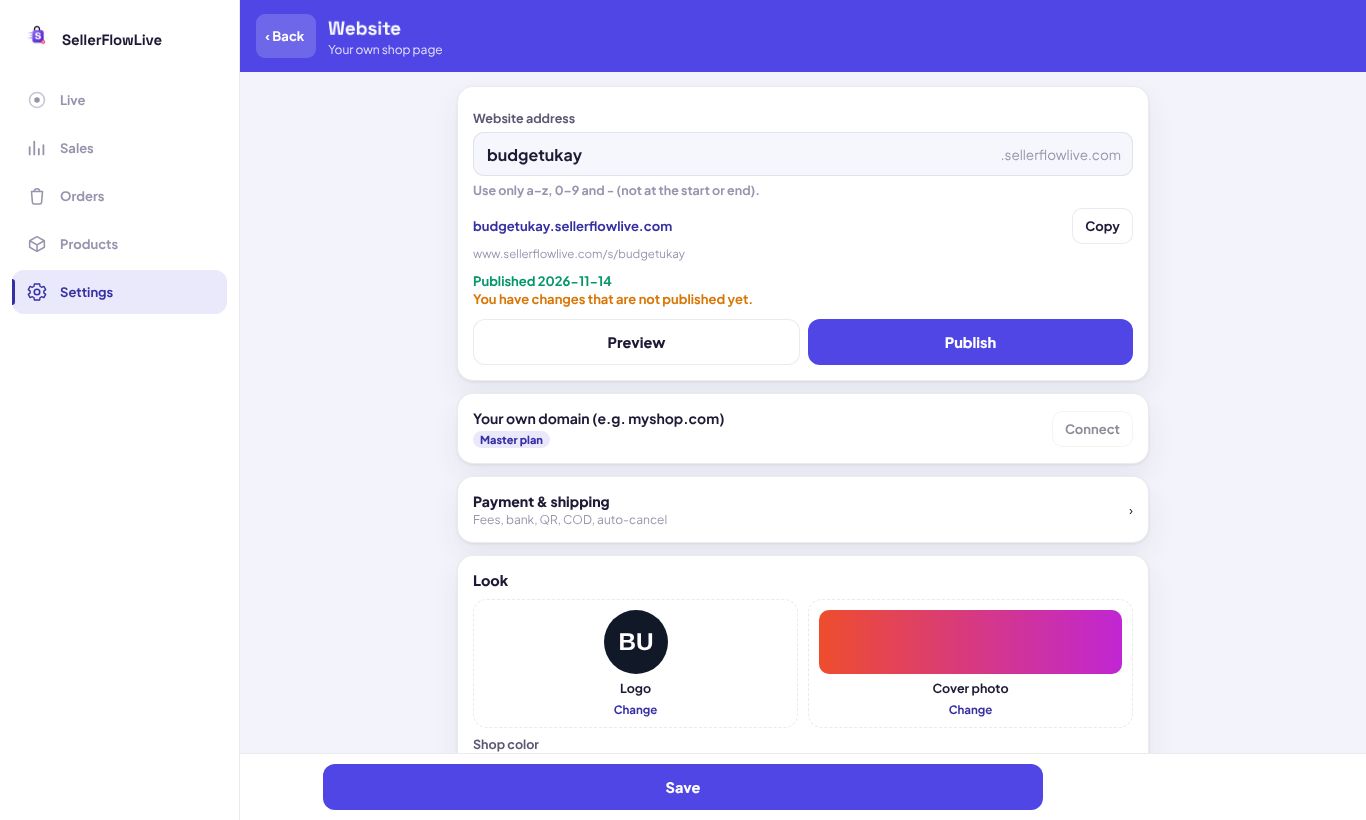 SellerFlowLive
Live
Sales
Orders
Products
Settings
‹ Back
Website
Your own shop page
Website address
budgetukay
.sellerflowlive.com
Use only a–z, 0–9 and - (not at the start or end).
budgetukay.sellerflowlive.com
Copy
www.sellerflowlive.com/s/budgetukay
Published 2026-11-14
You have changes that are not published yet.
Preview
Publish
Your own domain (e.g. myshop.com)
Master plan
Connect
Payment & shipping
Fees, bank, QR, COD, auto-cancel
›
Look
BU
Logo
Change
Cover photo
Change
Shop color
Save